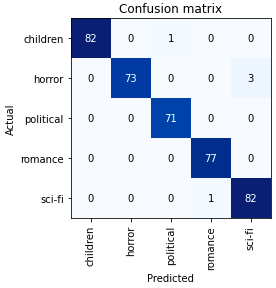 Confusion matrix
children 82 0 1 0 0
horror 0 73 0 0 3
political 0 0 71 0 0
romance 0 0 0 77 0
sci-fi 0 0 0 1 82
Actual
children horror political romance sci-fi
Predicted